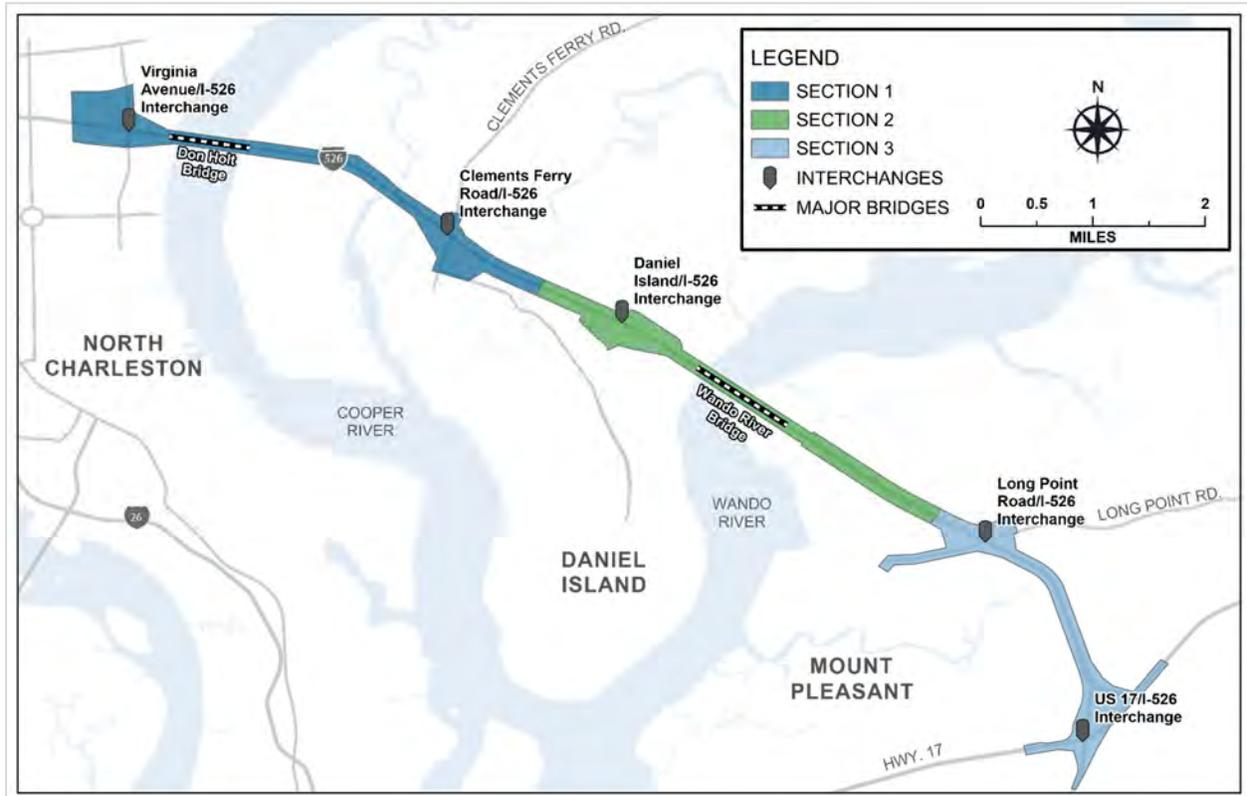 CLEMENTS FERRY RD.
Virginia
Avenue/I-526
Interchange
Don Holt
Bridge
526
Clements Ferry
Road/I-526
Interchange
Daniel
Island/I-526
Interchange
LEGEND
SECTION 1
SECTION 2
SECTION 3
INTERCHANGES
MAJOR BRIDGES
N
0 0.5 1 2
MILES
NORTH
CHARLESTON
COOPER
RIVER
Wando River
Bridge
26
WANDO
RIVER
Long Point
Road/I-526
Interchange
LONG POINT RD.
DANIEL
ISLAND
MOUNT
PLEASANT
US 17/I-526
Interchange
HWY. 17